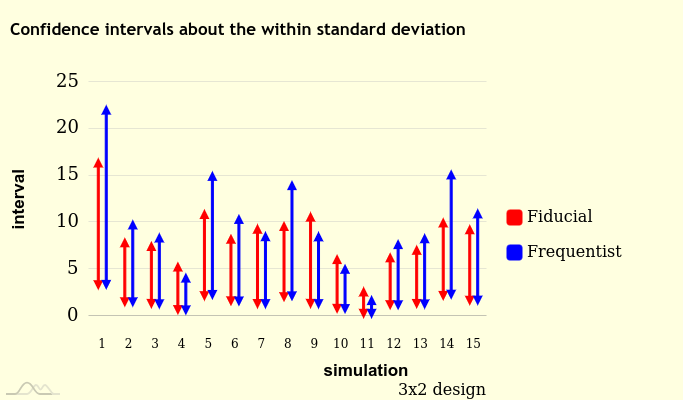 Confidence intervals about the within standard deviation
25
20
15
10
5
0
interval
1 2 3 4 5 6 7 8 9 10 11 12 13 14 15
simulation
3x2 design
Fiducial
Frequentist